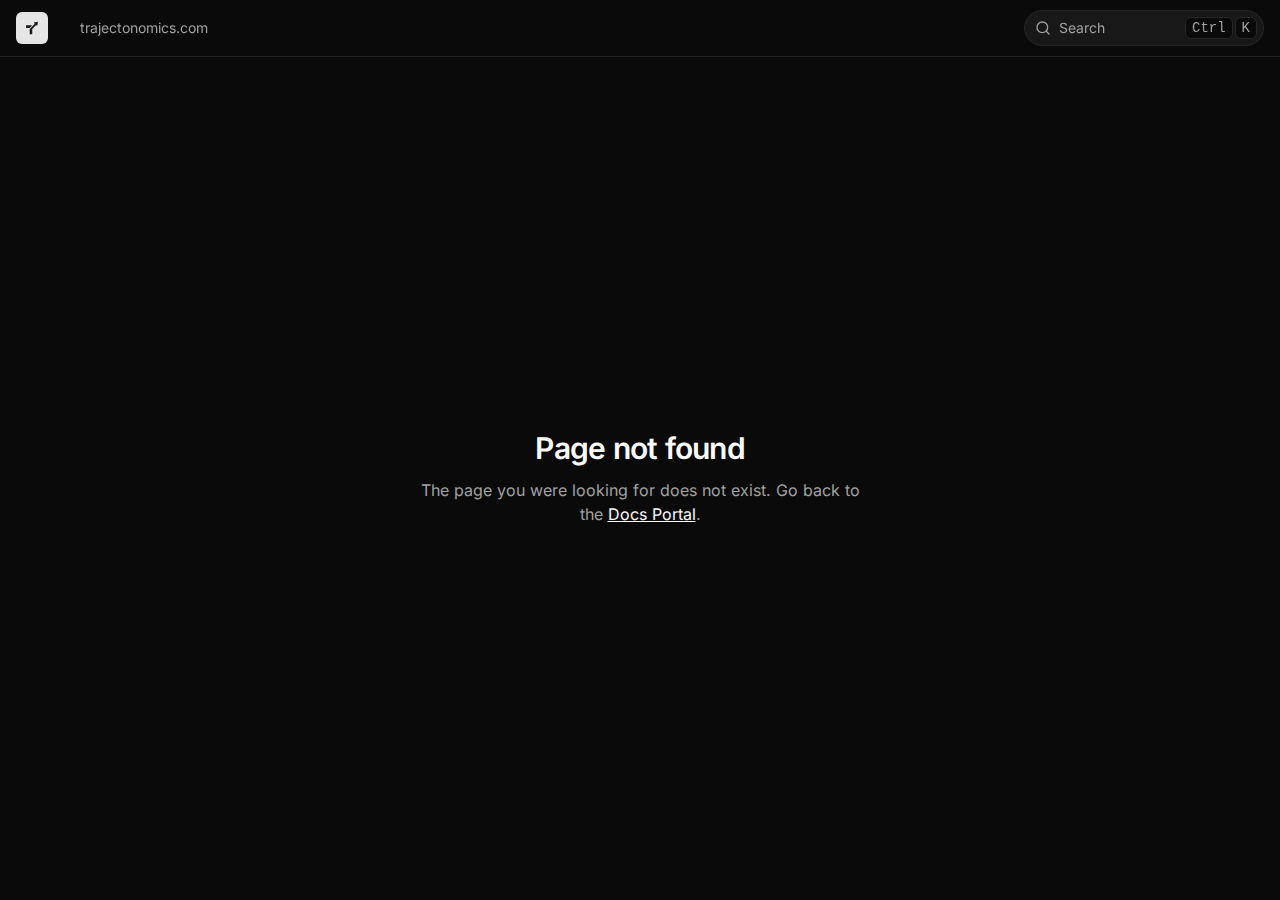 trajectonomics.com
Search
Ctrl K
Page not found
The page you were looking for does not exist. Go back to
the Docs Portal.